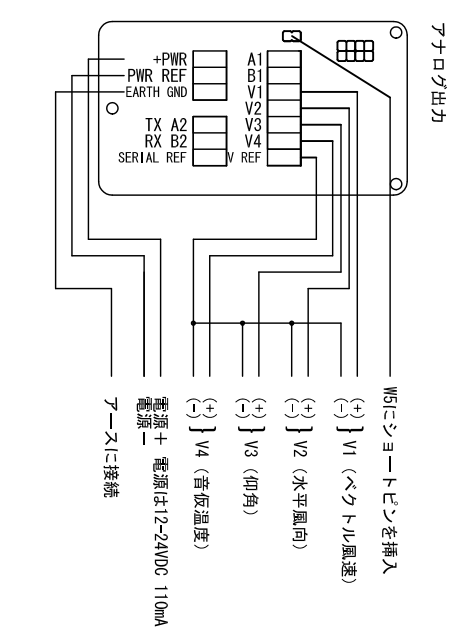 アナログ出力
+PWR
PWR REF
EARTH GND
TX A2
RX B2
SERIAL REF
A1
B1
V1
V2
V3
V4
V REF
W5にショートピンを挿入
(+)
(-)
} V1 (ベクトル風速)
(+)
(-)
} V2 (水平風向)
(+)
(-)
} V3 (仰角)
(+)
(-)
} V4 (音仮温度)
電源+ 電源は12-24VDC 110mA
電源-
アースに接続